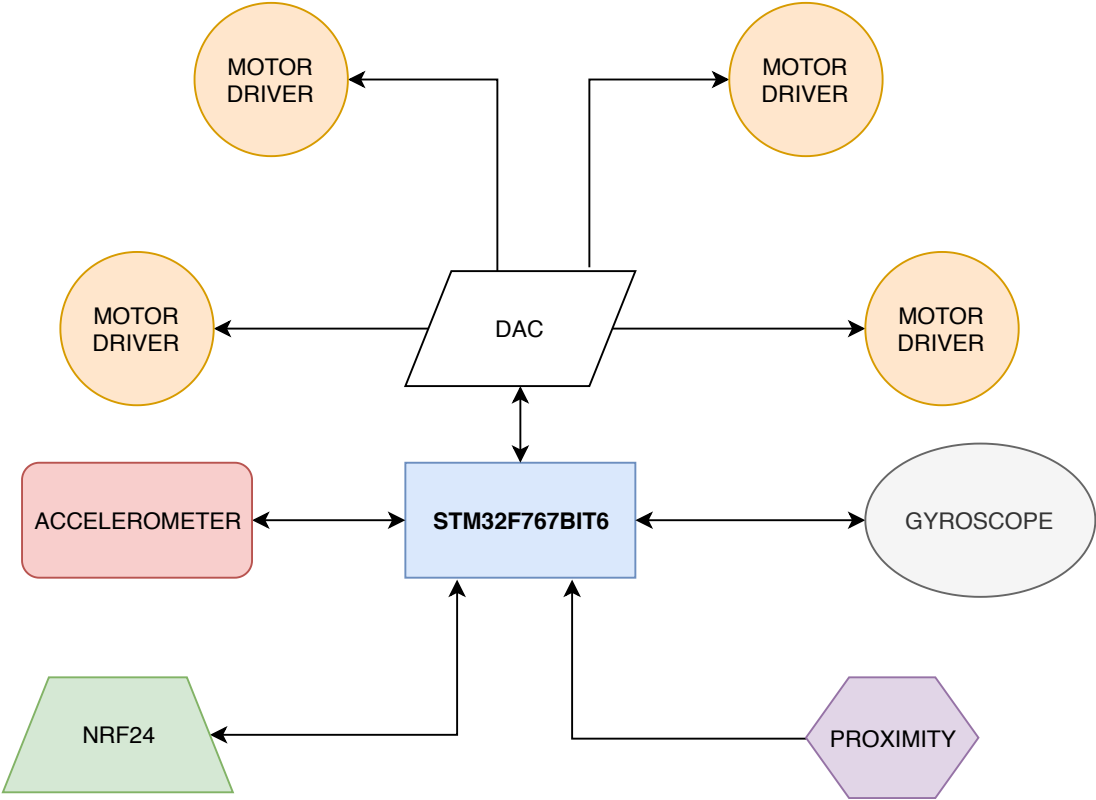 MOTOR
DRIVER
MOTOR
DRIVER
MOTOR
DRIVER
DAC
MOTOR
DRIVER
ACCELEROMETER
STM32F767BIT6
GYROSCOPE
NRF24
PROXIMITY